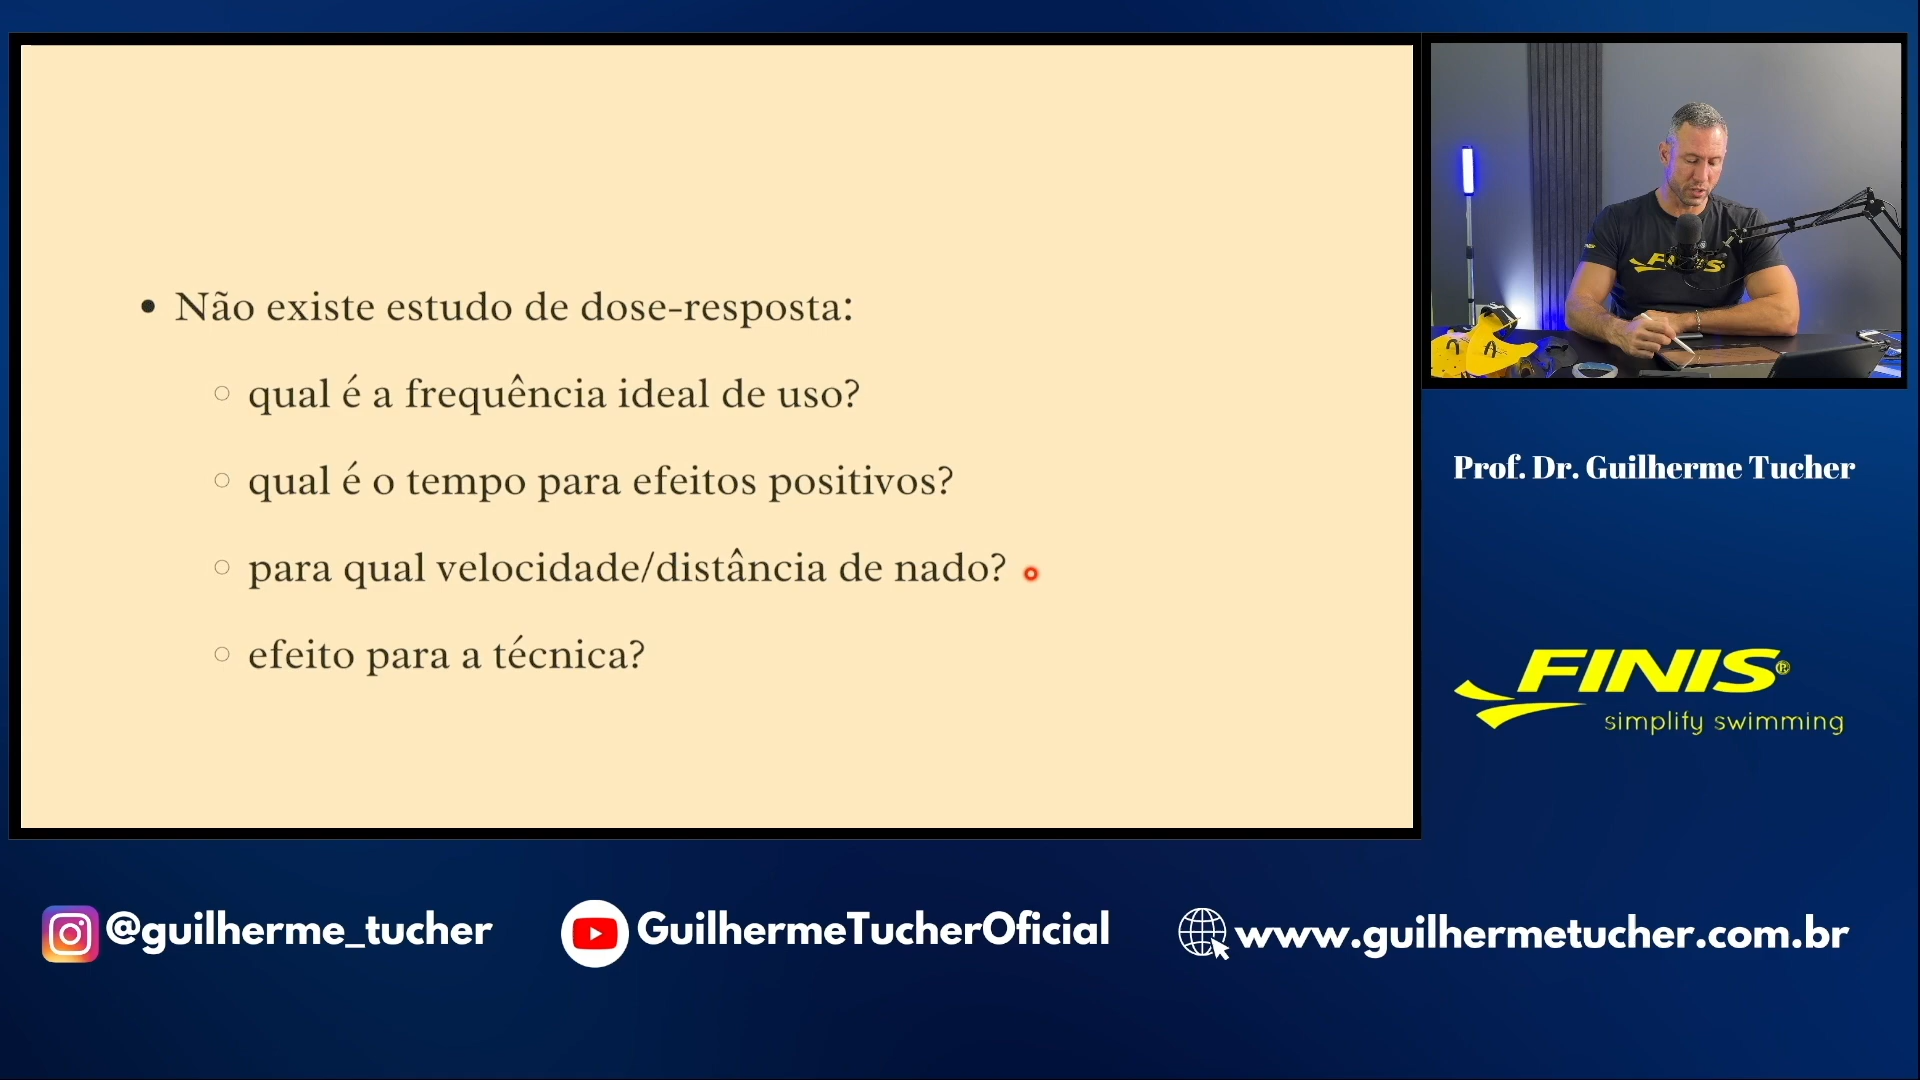 Não existe estudo de dose-resposta:
qual é a frequência ideal de uso?
qual é o tempo para efeitos positivos?
para qual velocidade/distância de nado?
efeito para a técnica?
FINIS
Prof. Dr. Guilherme Tucher
FINIS®
simplify swimming
@guilherme_tucher
GuilhermeTucherOficial
www.guilhermetucher.com.br